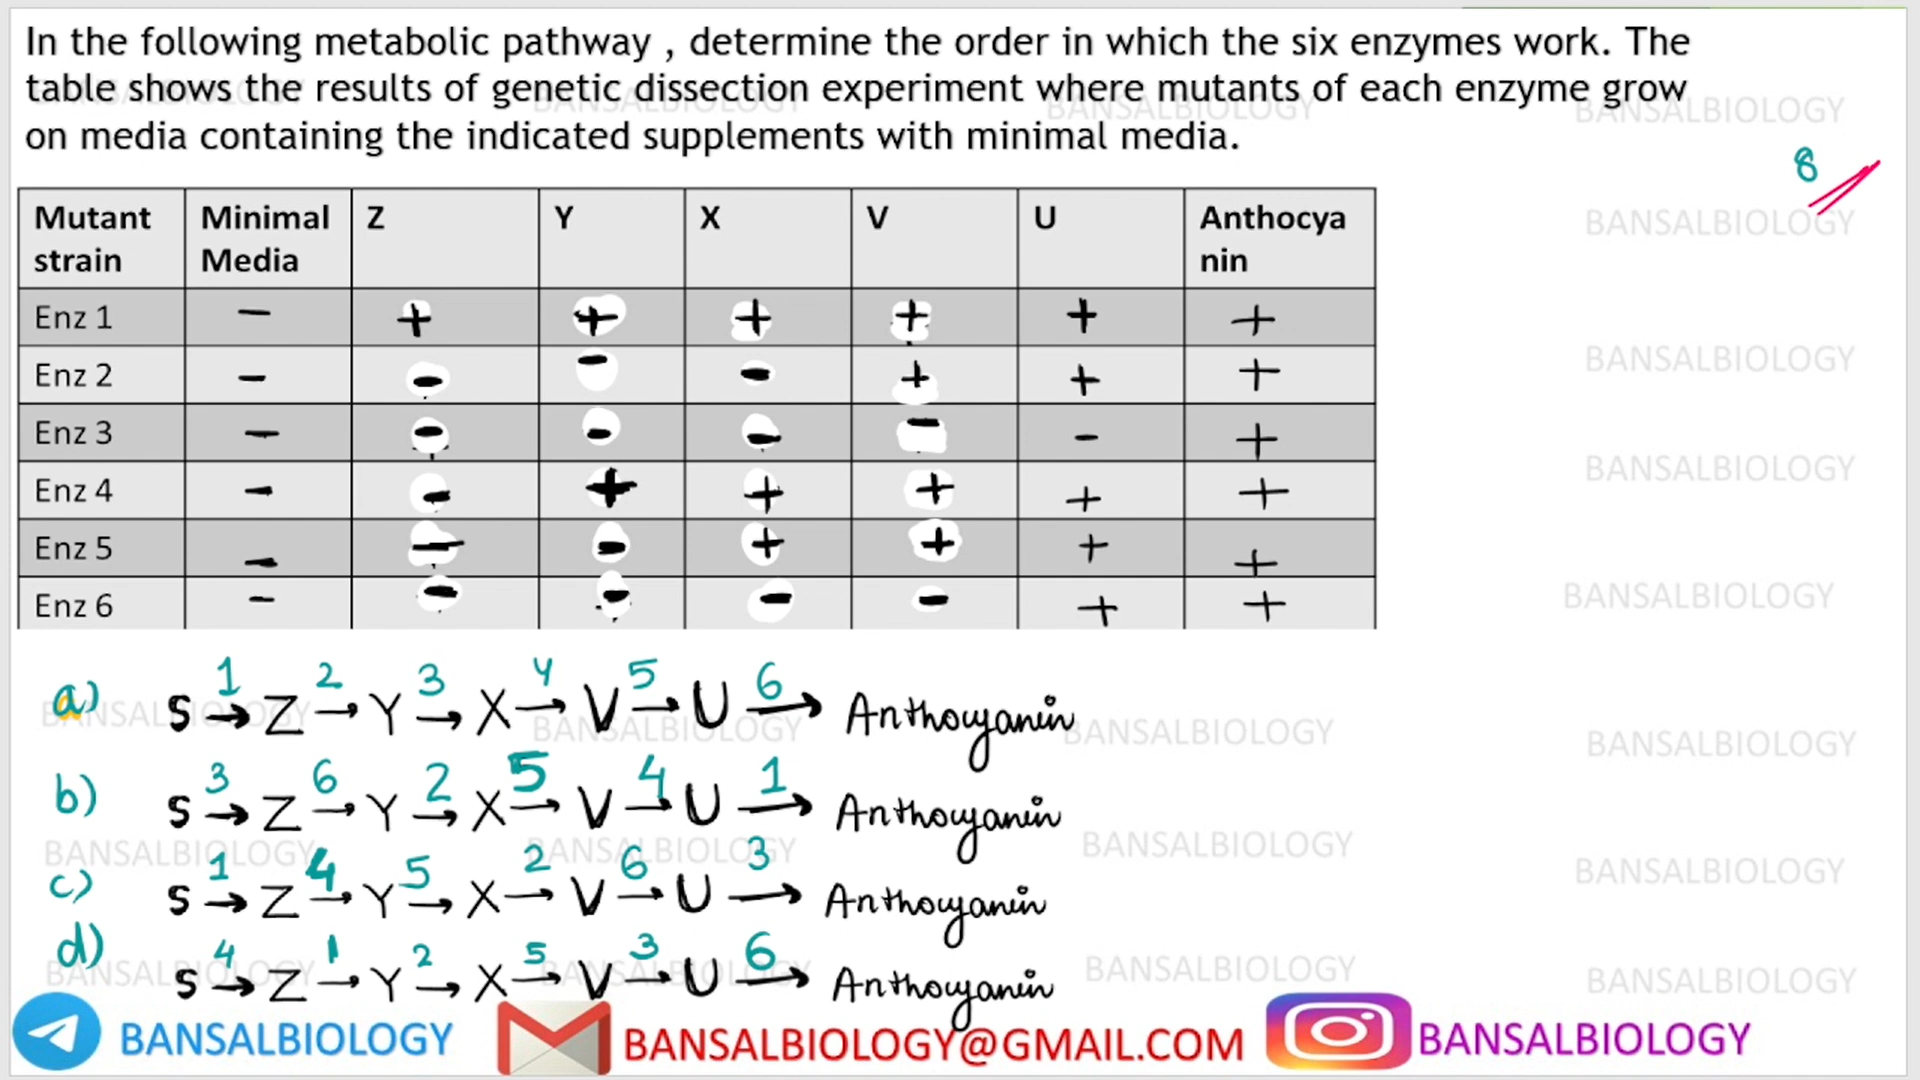 In the following metabolic pathway , determine the order in which the six enzymes work. The
table shows the results of genetic dissection experiment where mutants of each enzyme grow
on media containing the indicated supplements with minimal media.
8
Mutant strain Minimal Media Z Y X V U Anthocyanin
Enz 1 - + + + + + +
Enz 2 - - - - + + +
Enz 3 - - - - - - +
Enz 4 - - + + + + +
Enz 5 - - - + + + +
Enz 6 - - - - - + +
a) S 1→ Z 2→ Y 3→ X 4→ V 5→ U 6→ Anthocyanin
b) S 3→ Z 6→ Y 2→ X 5→ V 4→ U 1→ Anthocyanin
c) S 1→ Z 4→ Y 5→ X 2→ V 6→ U 3→ Anthocyanin
d) S 4→ Z 1→ Y 2→ X 5→ V 3→ U 6→ Anthocyanin
BANSALBIOLOGY BANSALBIOLOGY@GMAIL.COM BANSALBIOLOGY